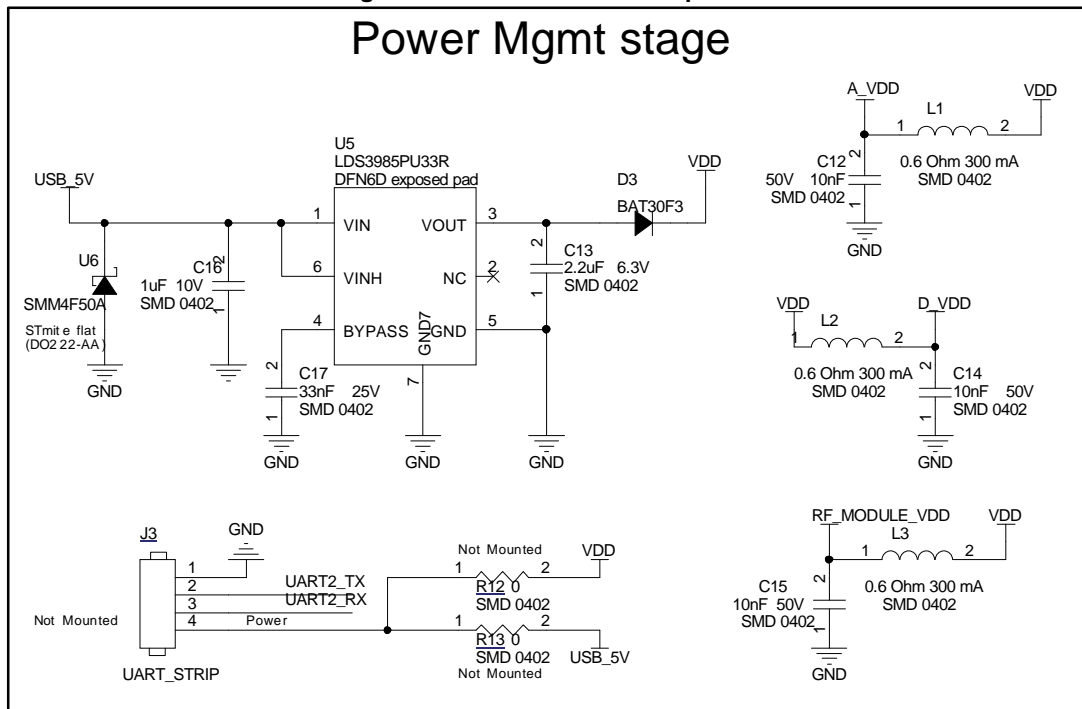 Power Mgmt stage
USB_5V
U6
SMM4F50A
STmite flat
(DO222-AA)
GND
C16
2
1uF 10V
SMD 0402
1
U5
LDS3985PU33R
DFN6D exposed pad
1
VIN
VOUT
3
6
VINH
NC
2
4
BYPASS
GND7
GND
5
7
GND
2
C17
33nF 25V
SMD 0402
1
GND
2
C13
2.2uF 6.3V
SMD 0402
1
GND
D3
BAT30F3
VDD
A_VDD
L1
VDD
1
2
0.6 Ohm 300 mA
SMD 0402
C12
2
50V 10nF
SMD 0402
1
GND
VDD
L2
D_VDD
1
2
0.6 Ohm 300 mA
SMD 0402
2
C14
10nF 50V
SMD 0402
1
GND
RF_MODULE_VDD
VDD
L3
1
2
0.6 Ohm 300 mA
SMD 0402
C15
2
10nF 50V
SMD 0402
1
GND
J3
GND
1
2
UART2_TX
3
UART2_RX
4
Power
Not Mounted
UART_STRIP
Not Mounted
VDD
1
2
R12 0
SMD 0402
1
2
R13 0
SMD 0402
USB_5V
Not Mounted